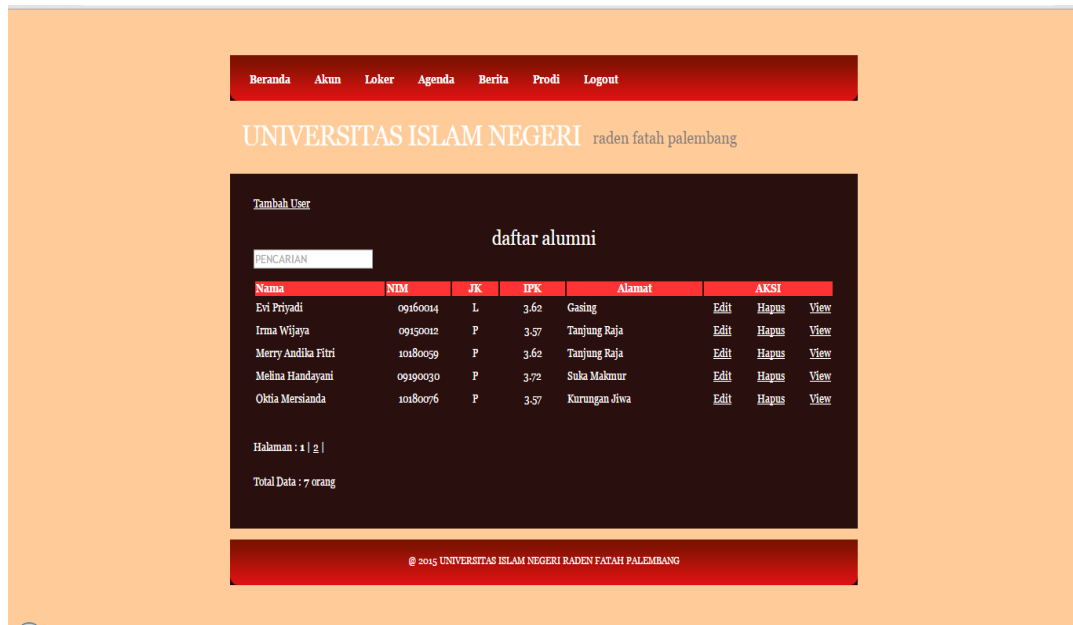 Beranda Akun Loker Agenda Berita Prodi Logout
UNIVERSITAS ISLAM NEGERI raden fatah palembang
Tambah User
daftar alumni
PENCARIAN
Nama NIM JK IPK Alamat AKSI
Evi Priyadi 09160014 L 3.62 Gasing Edit Hapus View
Irma Wijaya 09150012 P 3.57 Tanjung Raja Edit Hapus View
Merry Andika Fitri 10180059 P 3.62 Tanjung Raja Edit Hapus View
Melina Handayani 09190030 P 3.72 Suka Makmur Edit Hapus View
Oktia Mersianda 10180076 P 3.57 Kurungan Jiwa Edit Hapus View
Halaman : 1 | 2 |
Total Data : 7 orang
@ 2015 UNIVERSITAS ISLAM NEGERI RADEN FATAH PALEMBANG